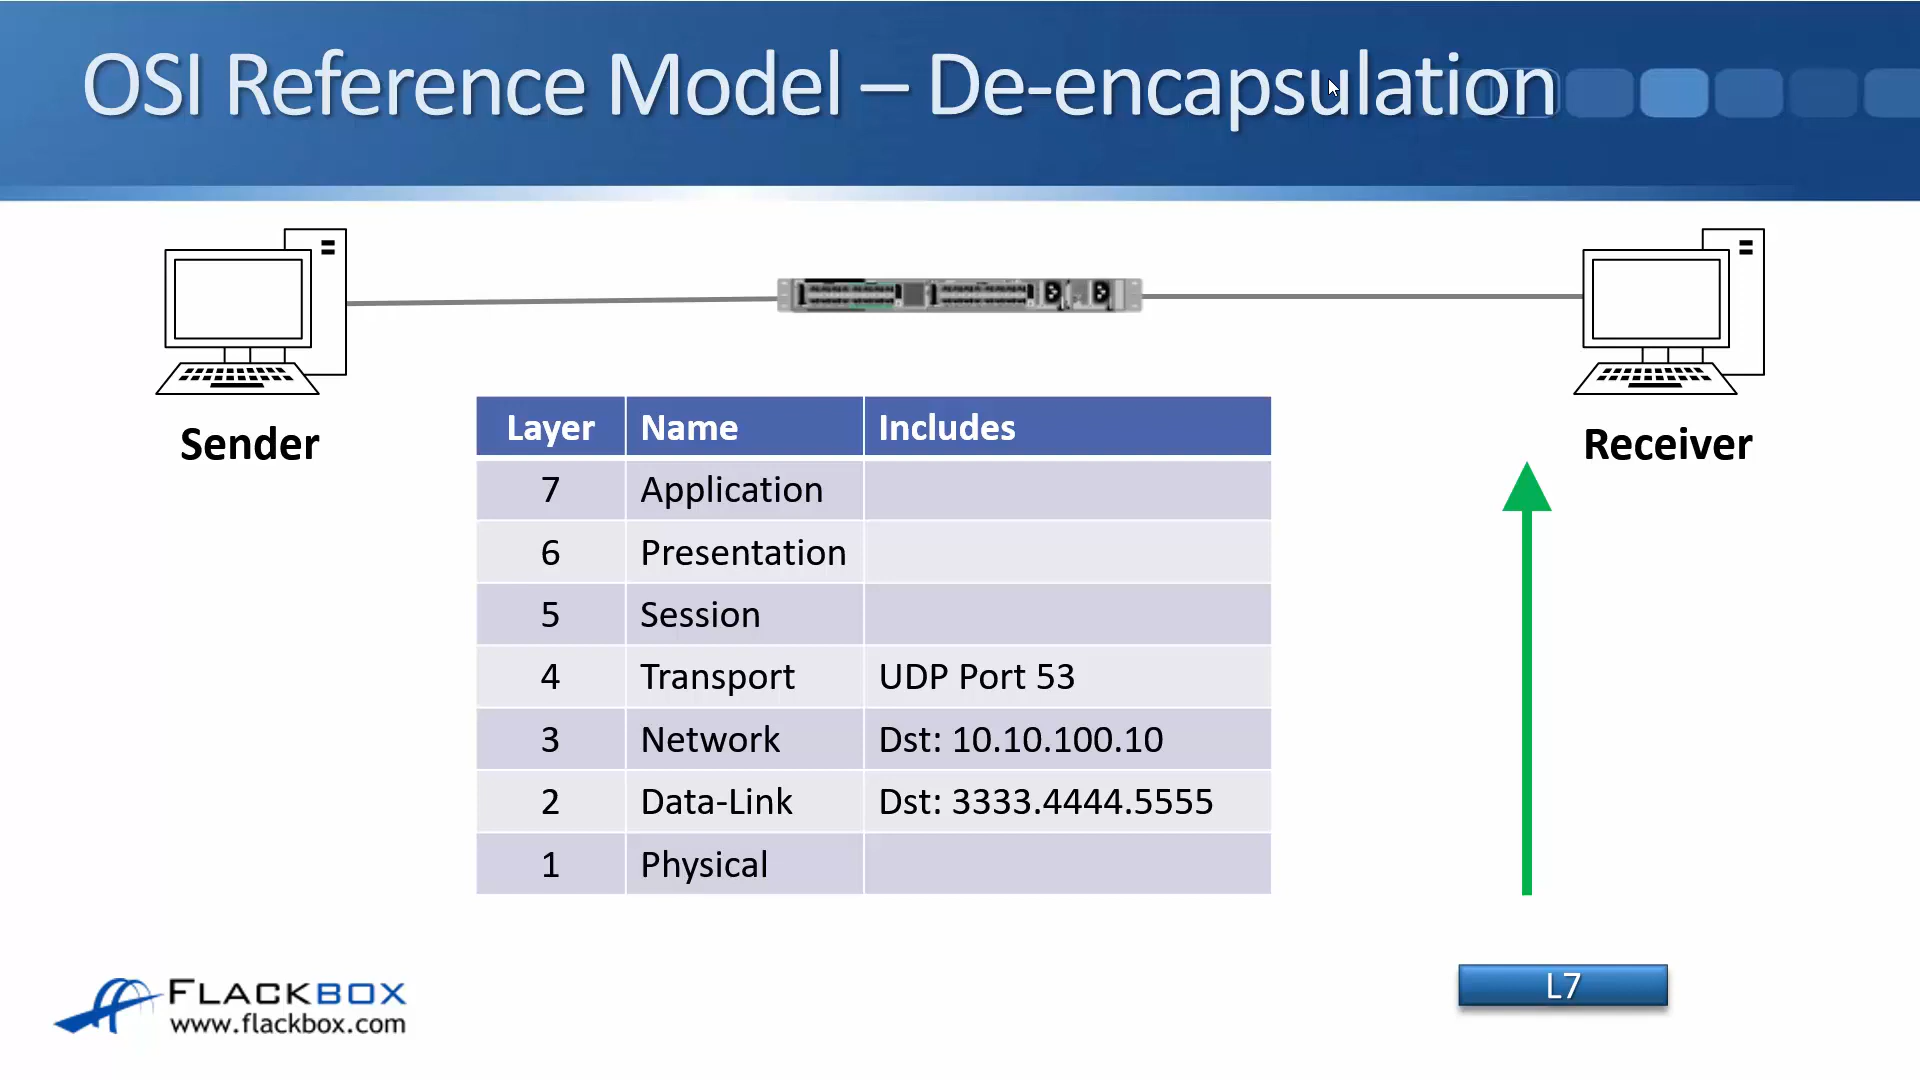 OSI Reference Model – De-encapsulation
Sender
Receiver
Layer Name Includes
7 Application
6 Presentation
5 Session
4 Transport UDP Port 53
3 Network Dst: 10.10.100.10
2 Data-Link Dst: 3333.4444.5555
1 Physical
L7
FLACKBOX
www.flackbox.com